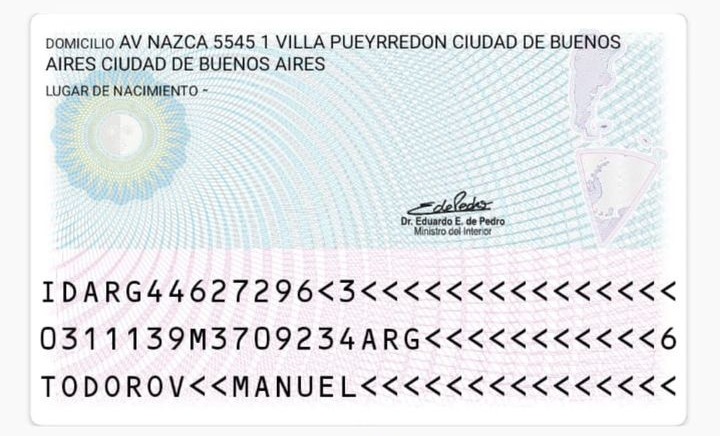 DOMICILIO AV NAZCA 5545 1 VILLA PUEYRREDON CIUDAD DE BUENOS
AIRES CIUDAD DE BUENOS AIRES
LUGAR DE NACIMIENTO -
EdePedro
Dr. Eduardo E. de Pedro
Ministro del Interior
IDARG44627296<3<<<<<<<<<<<<<<<
0311139M3709234ARG<<<<<<<<<<<6
TODOROV<<MANUEL<<<<<<<<<<<<<<<